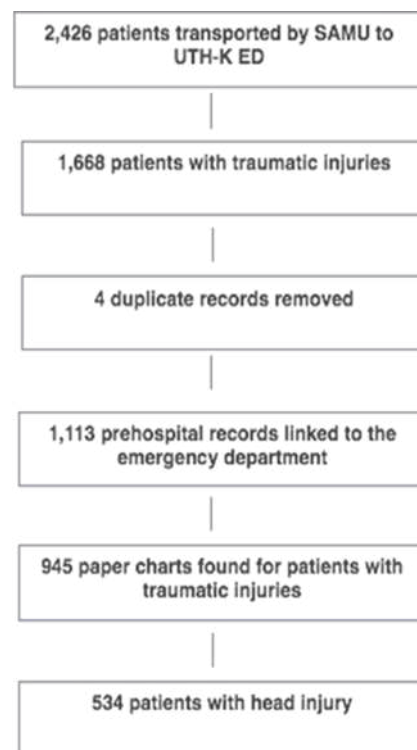 2,426 patients transported by SAMU to
UTH-K ED
1,668 patients with traumatic injuries
4 duplicate records removed
1,113 prehospital records linked to the
emergency department
945 paper charts found for patients with
traumatic injuries
534 patients with head injury